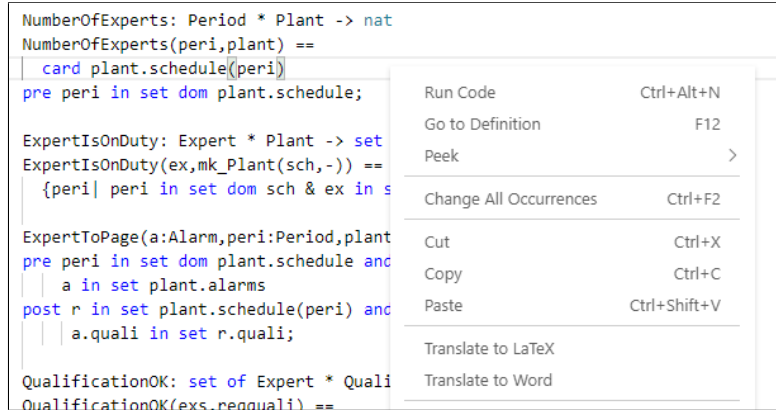 NumberOfExperts: Period * Plant -> nat
NumberOfExperts(peri,plant) ==
card plant.schedule(peri)
pre peri in set dom plant.schedule;
ExpertIsOnDuty: Expert * Plant -> set
ExpertIsOnDuty(ex,mk_Plant(sch,-)) ==
{peri| peri in set dom sch & ex in s
ExpertToPage(a:Alarm,peri:Period,plant
pre peri in set dom plant.schedule and
a in set plant.alarms
post r in set plant.schedule(peri) and
a.quali in set r.quali;
QualificationOK: set of Expert * Quali
QualificationOK(exs,reqquali) ==
Run Code Ctrl+Alt+N
Go to Definition F12
Peek
Change All Occurrences Ctrl+F2
Cut Ctrl+X
Copy Ctrl+C
Paste Ctrl+Shift+V
Translate to LaTeX
Translate to Word